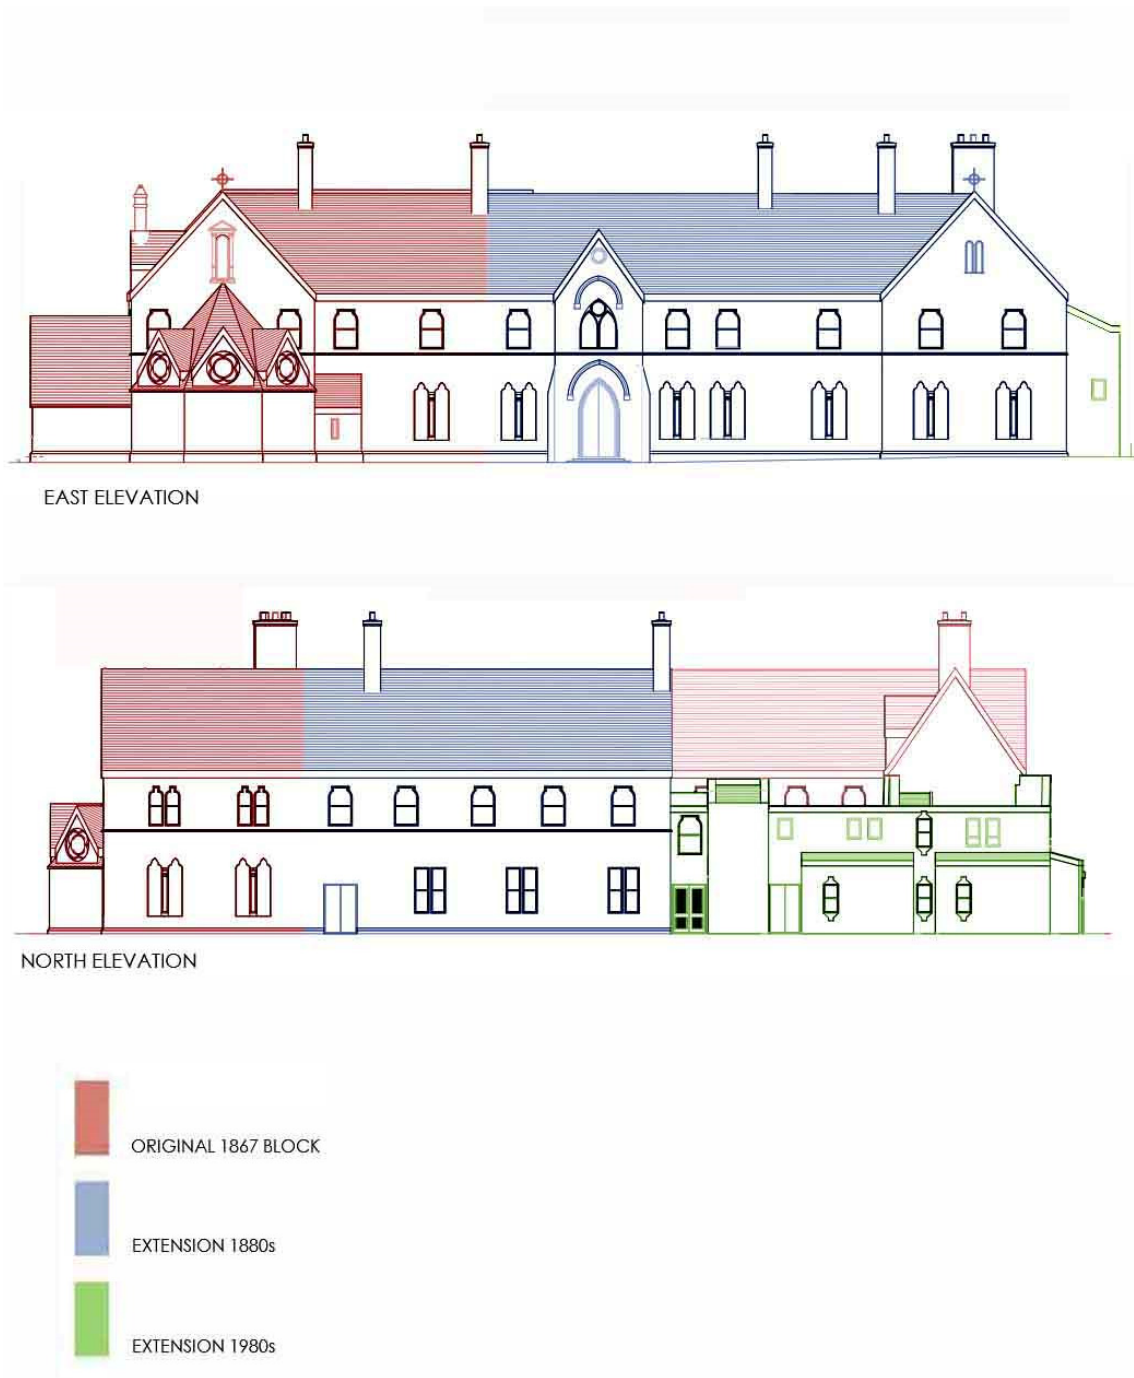 EAST ELEVATION
NORTH ELEVATION
ORIGINAL 1867 BLOCK
EXTENSION 1880s
EXTENSION 1980s